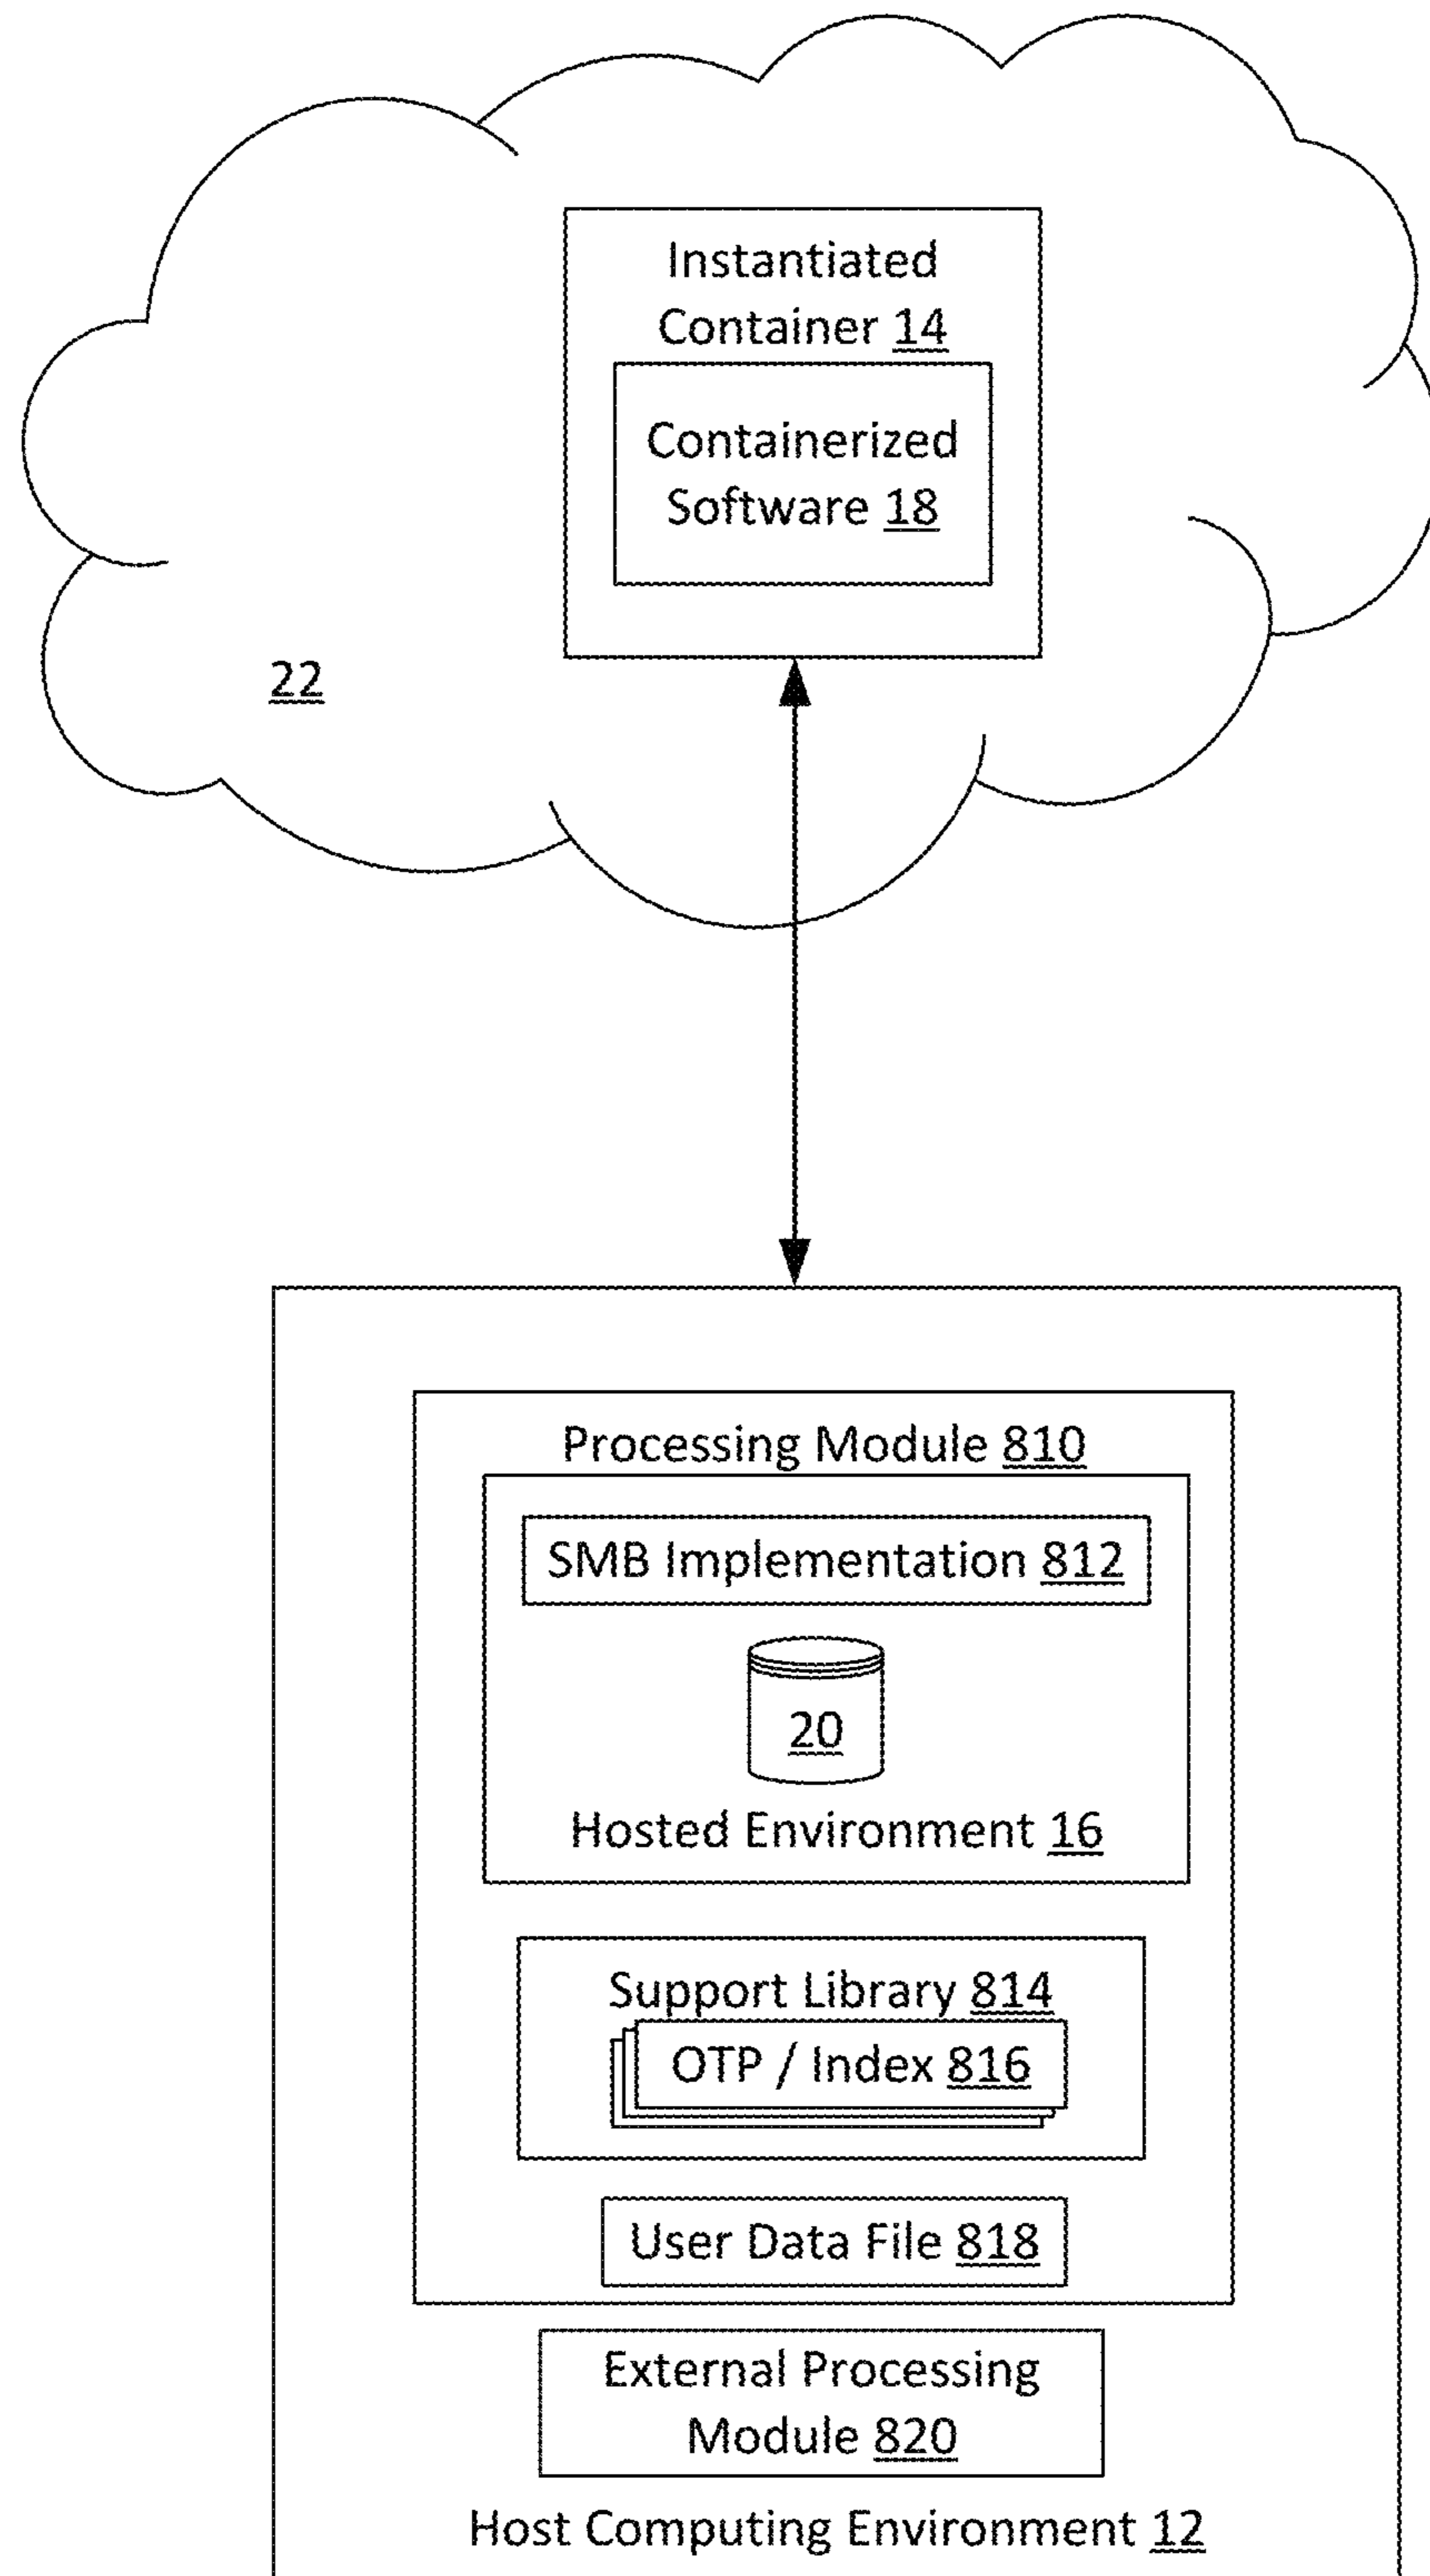 Instantiated
Container 14
Containerized
Software 18
22
Processing Module 810
SMB Implementation 812
20
Hosted Environment 16
Support Library 814
OTP / Index 816
User Data File 818
External Processing
Module 820
Host Computing Environment 12